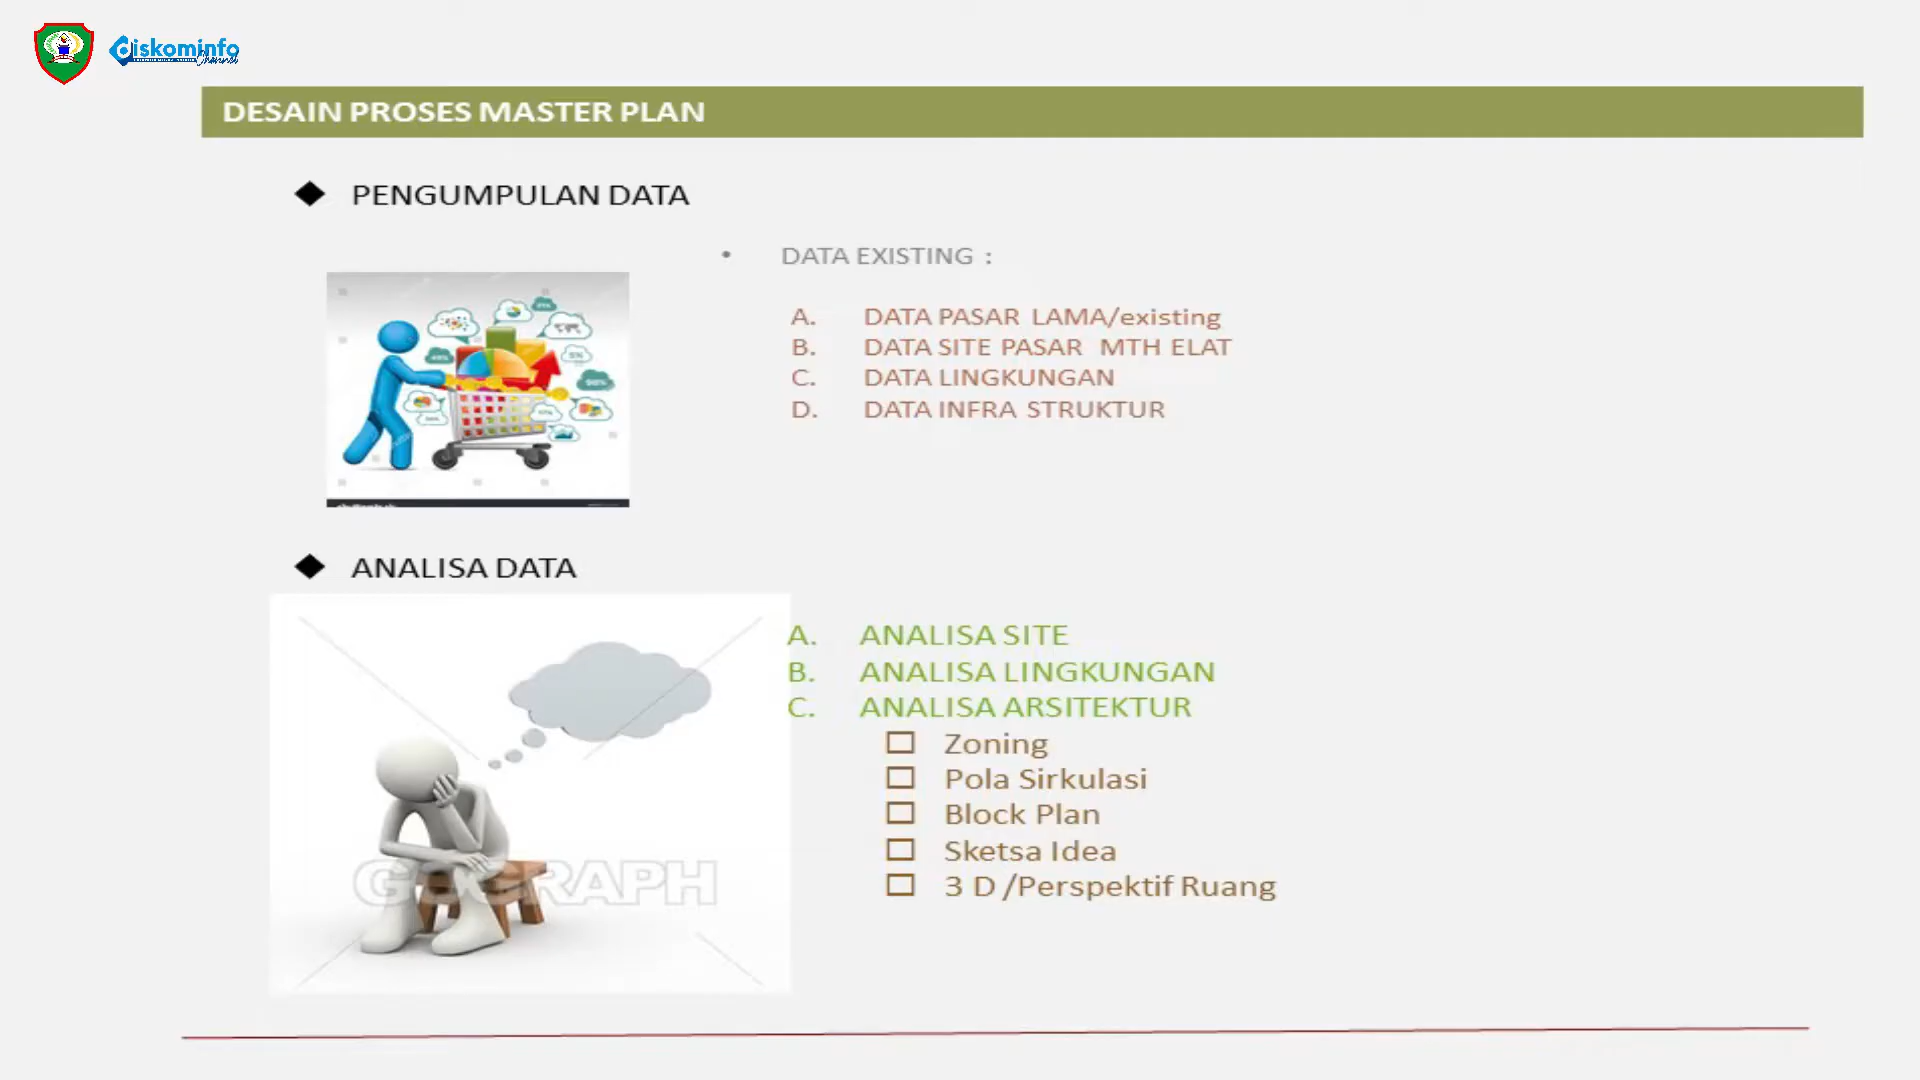 Diskominfo
Channel
DESAIN PROSES MASTER PLAN
◆ PENGUMPULAN DATA
• DATA EXISTING :
A. DATA PASAR LAMA/existing
B. DATA SITE PASAR MTH ELAT
C. DATA LINGKUNGAN
D. DATA INFRA STRUKTUR
◆ ANALISA DATA
A. ANALISA SITE
B. ANALISA LINGKUNGAN
C. ANALISA ARSITEKTUR
☐ Zoning
☐ Pola Sirkulasi
☐ Block Plan
☐ Sketsa Idea
☐ 3 D /Perspektif Ruang
GOGRAPH